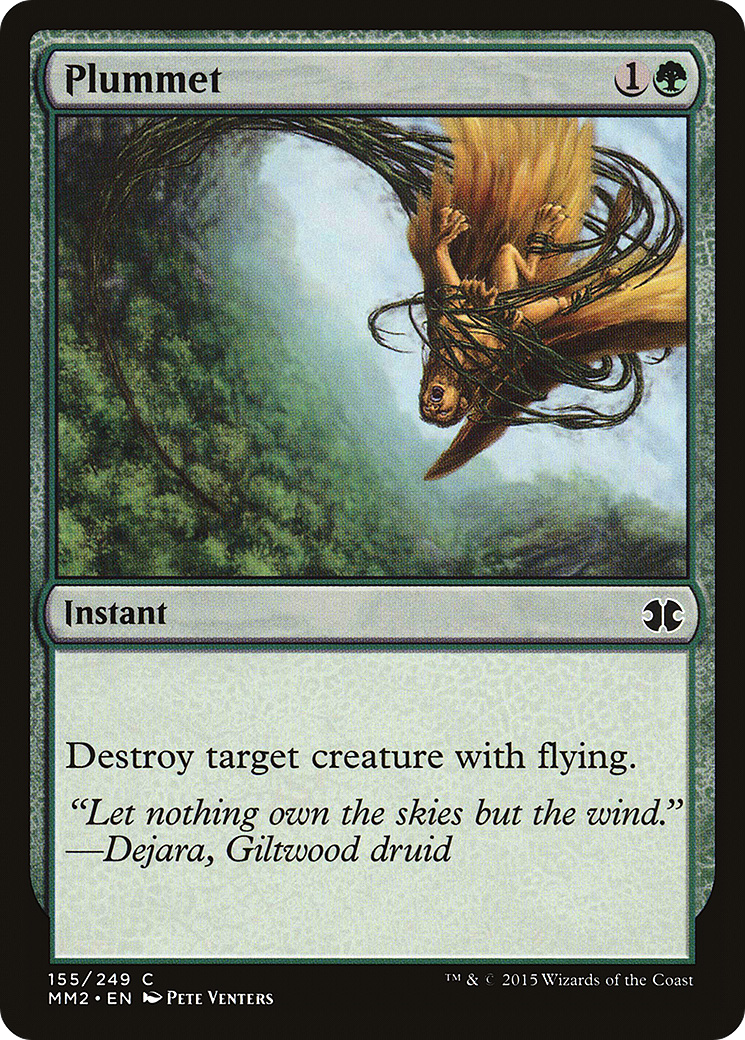 Plummet 1
Instant
Destroy target creature with flying.
“Let nothing own the skies but the wind.”
—Dejara, Giltwood druid
155/249 C
™ & © 2015 Wizards of the Coast
MM2 • EN Pete Venters